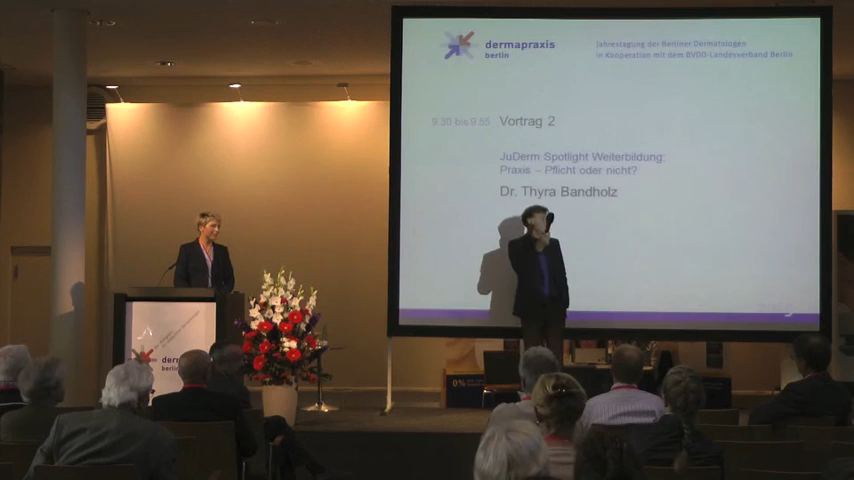 dermapraxis
berlin
Jahrestagung der Berliner Dermatologen
in Kooperation mit dem BVDD-Landesverband Berlin
9.30 bis 9.55 Vortrag 2
JuDerm Spotlight Weiterbildung:
Praxis – Pflicht oder nicht?
Dr. Thyra Bandholz
derma
berlin
0%